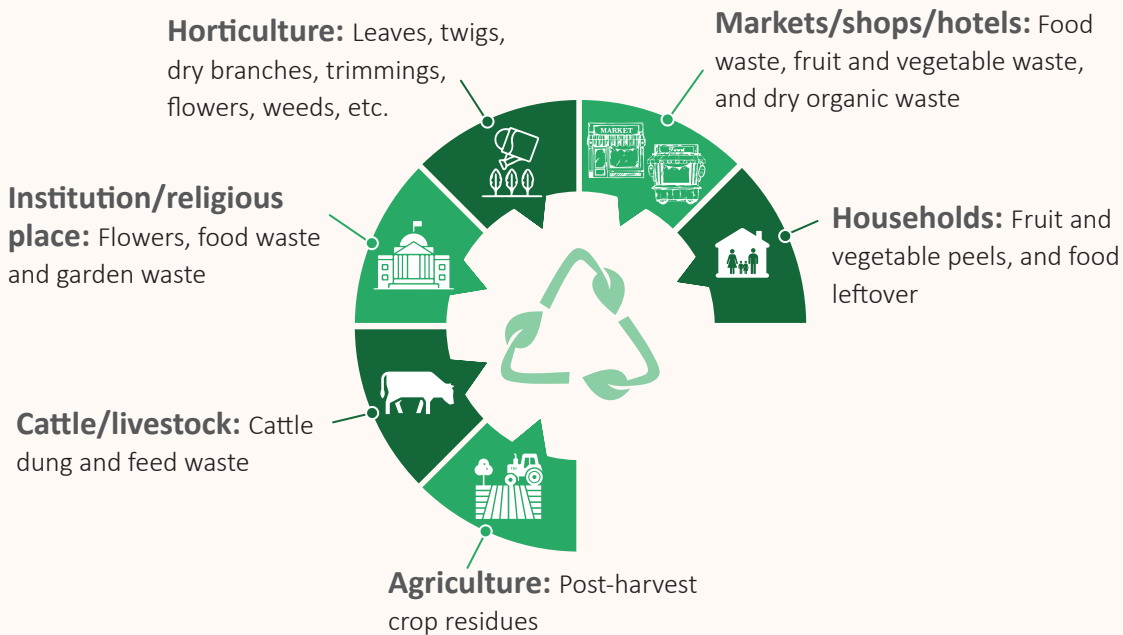 Horticulture: Leaves, twigs,
dry branches, trimmings,
flowers, weeds, etc.
Markets/shops/hotels: Food
waste, fruit and vegetable waste,
and dry organic waste
MARKET
Food
Institution/religious
place: Flowers, food waste
and garden waste
Households: Fruit and
vegetable peels, and food
leftover
Cattle/livestock: Cattle
dung and feed waste
Agriculture: Post-harvest
crop residues